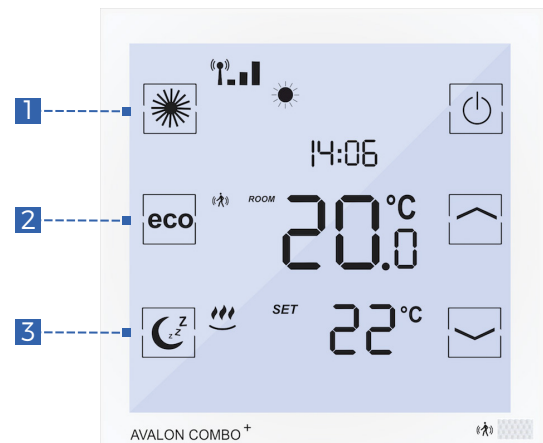 1
14:06
2
eco
ROOM
20.0
°C
3
z z Z
SET
22°C
AVALON COMBO+